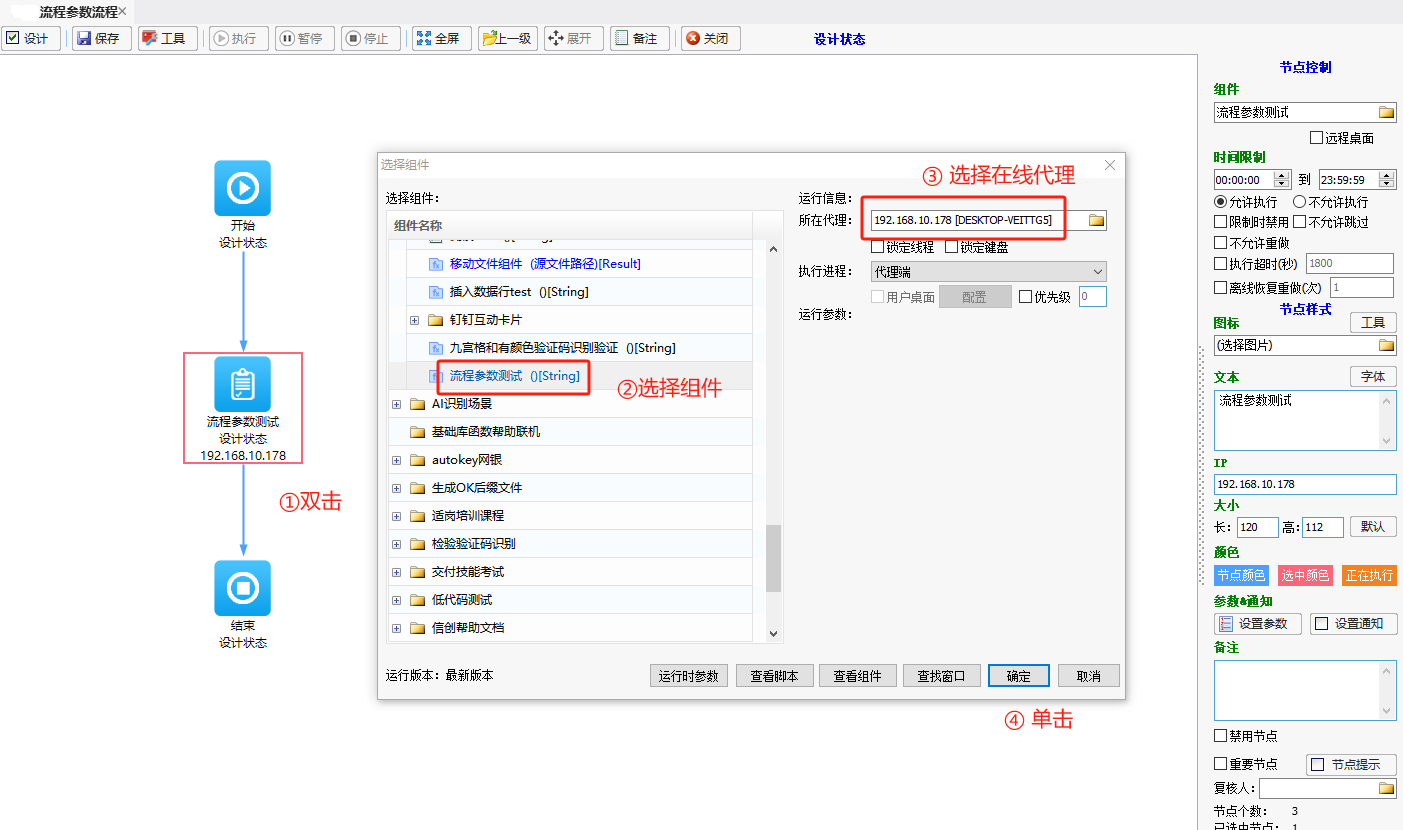 流程参数流程
设计 保存 工具 执行 暂停 停止 全屏 上一级 展开 备注 关闭 设计状态
开始
设计状态
流程参数测试
设计状态
192.168.10.178
①双击
结束
设计状态
选择组件
选择组件：
组件名称
移动文件组件 (源文件路径)[Result]
插入数据行test ()[String]
钉钉互动卡片
九宫格和有颜色验证码识别验证 ()[String]
流程参数测试 ()[String]
②选择组件
AI识别场景
基础库函数帮助联机
autokey网银
生成OK后缀文件
适岗培训课程
检验验证码识别
交付技能考试
低代码测试
信创帮助文档
③ 选择在线代理
运行信息：
所在代理： 192.168.10.178 [DESKTOP-VEITTG5]
锁定线程 锁定键盘
执行进程： 代理端
用户桌面 配置 优先级 0
运行参数：
运行版本：最新版本
运行时参数 查看脚本 查看组件 查找窗口 确定 取消
④ 单击
节点控制
组件
流程参数测试
远程桌面
时间限制
00:00:00 到 23:59:59
允许执行 不允许执行
限制时禁用 不允许跳过
不允许重做
执行超时(秒) 1800
离线恢复重做(次) 1
节点样式
图标 工具
(选择图片)
文本 字体
流程参数测试
IP
192.168.10.178
大小
长： 120 高： 112 默认
颜色
节点颜色 选中颜色 正在执行
参数&通知
设置参数 设置通知
备注
禁用节点
重要节点 节点提示
复核人：
节点个数： 3
已选中节点： 1